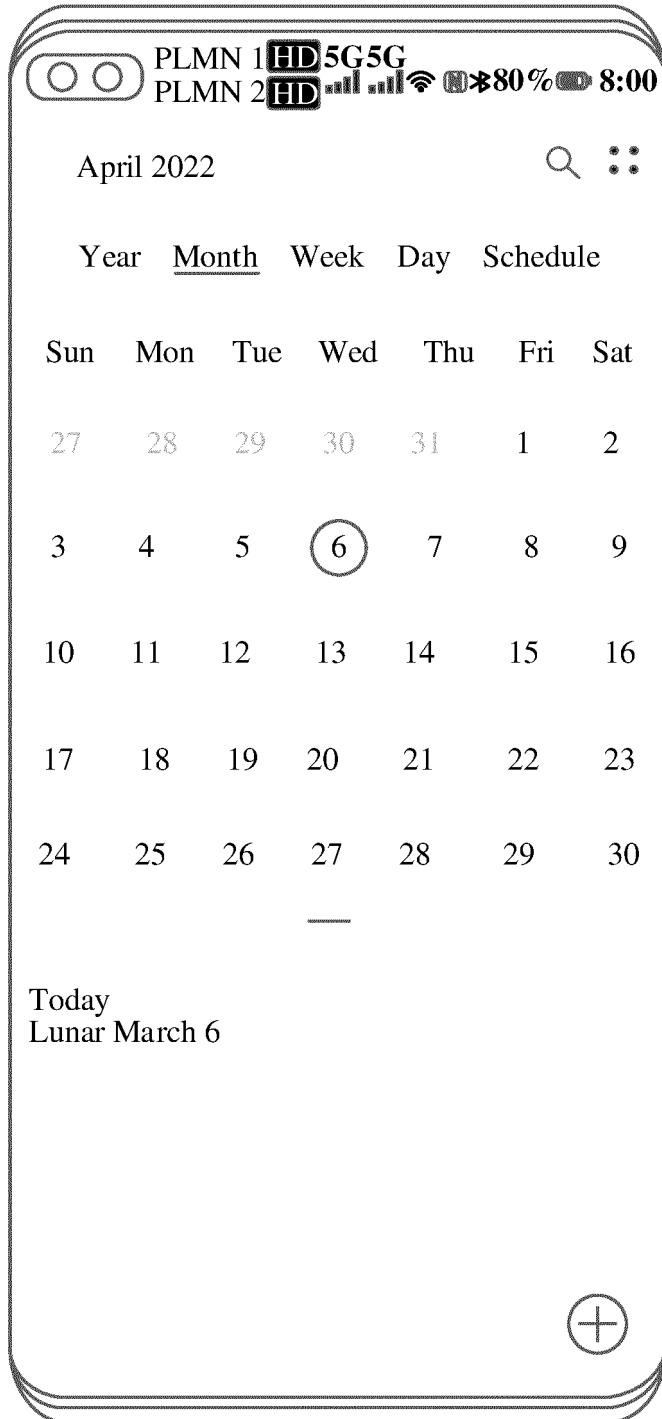 PLMN 1 HD 5G 5G
PLMN 2 HD N 80% 8:00
April 2022
Year Month Week Day Schedule
Sun Mon Tue Wed Thu Fri Sat
27 28 29 30 31 1 2
3 4 5 6 7 8 9
10 11 12 13 14 15 16
17 18 19 20 21 22 23
24 25 26 27 28 29 30
Today
Lunar March 6